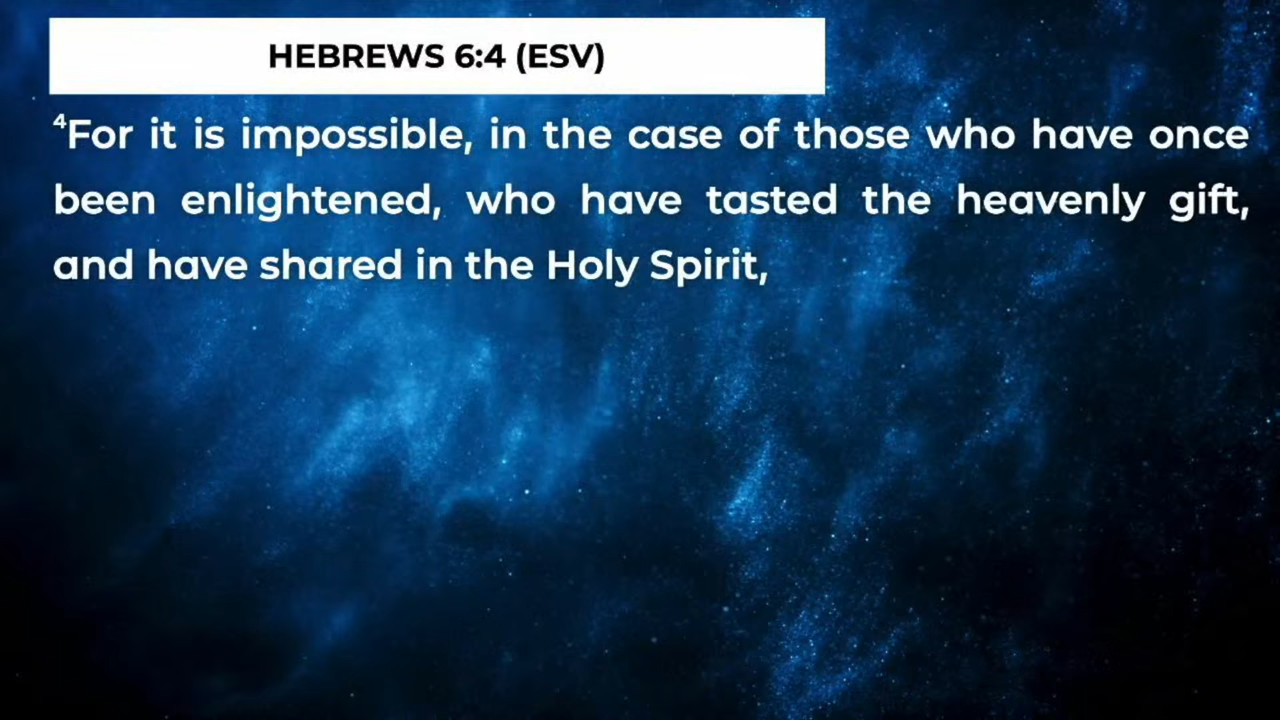 HEBREWS 6:4 (ESV)
⁴For it is impossible, in the case of those who have once
been enlightened, who have tasted the heavenly gift,
and have shared in the Holy Spirit,